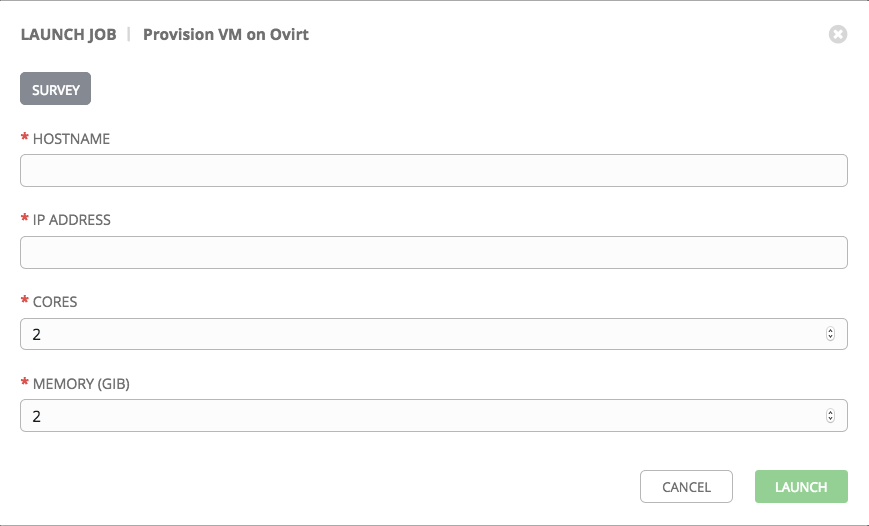 LAUNCH JOB | Provision VM on Ovirt
SURVEY
* HOSTNAME
* IP ADDRESS
* CORES
2
* MEMORY (GIB)
2
CANCEL LAUNCH